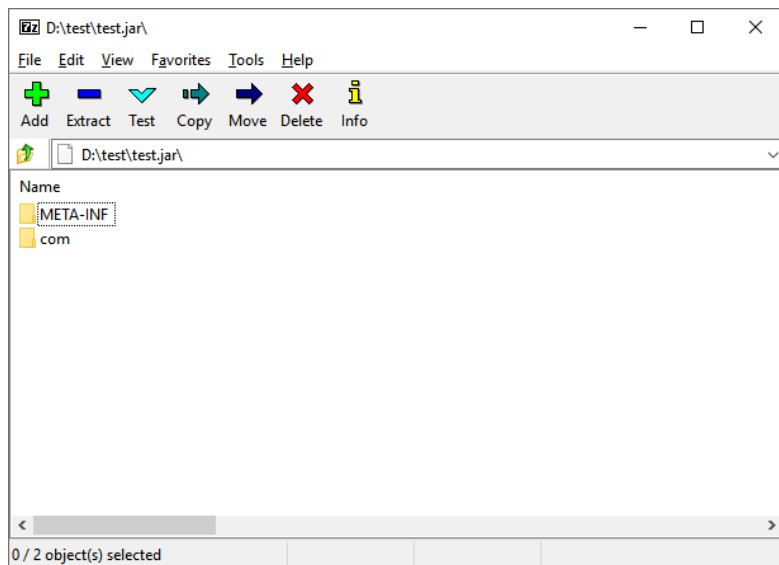 7z D:\test\test.jar\
File Edit View Favorites Tools Help
Add Extract Test Copy Move Delete Info
D:\test\test.jar\
Name
META-INF
com
0 / 2 object(s) selected